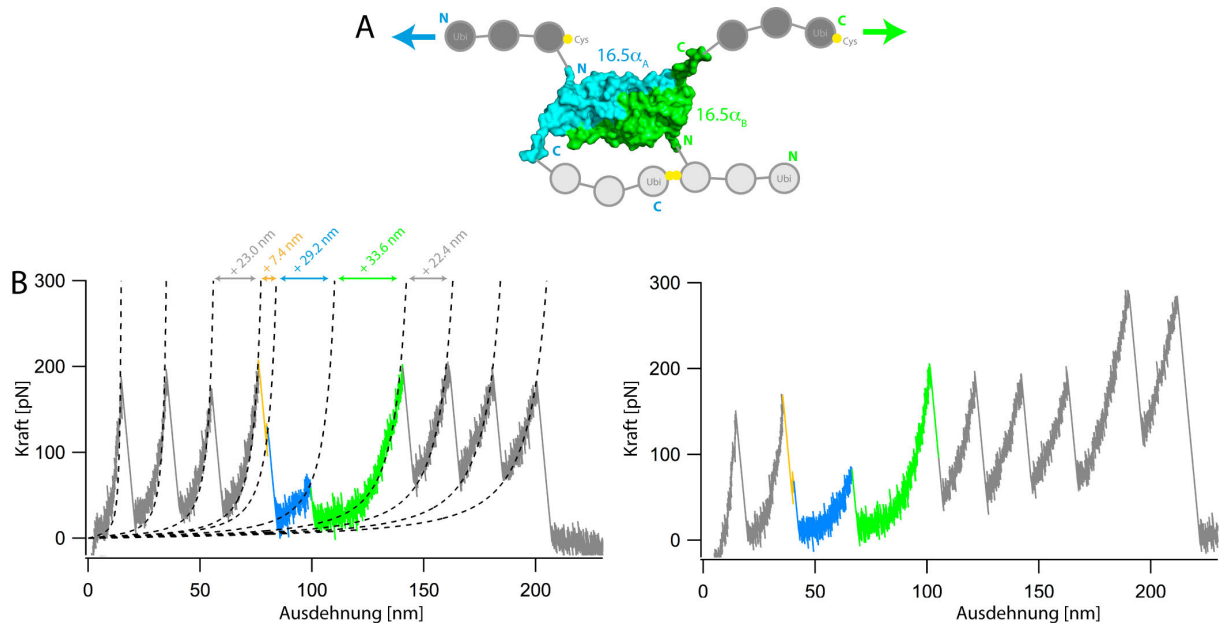 A
N
C
Ubi
Cys
Ubi
Cys
16.5αA
N
C
16.5αB
N
C
N
Ubi
Ubi
C
B
+ 23.0 nm
+ 7.4 nm
+ 29.2 nm
+ 33.6 nm
+ 22.4 nm
Kraft [pN]
300
200
100
0
0 50 100 150 200
Ausdehnung [nm]
Kraft [pN]
300
200
100
0
0 50 100 150 200
Ausdehnung [nm]